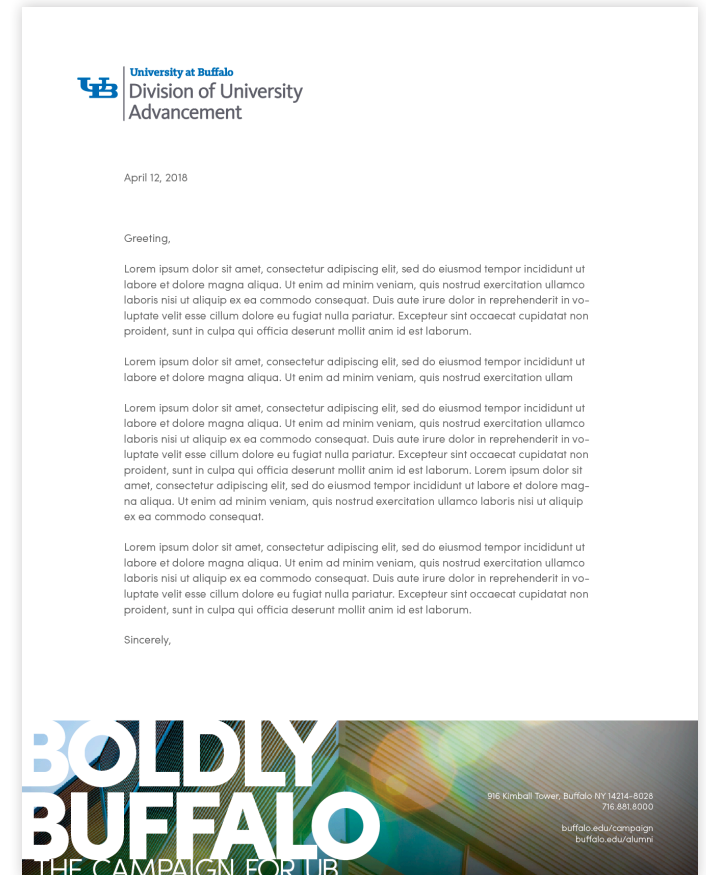 UB
University at Buffalo
Division of University
Advancement
April 12, 2018
Greeting,
Lorem ipsum dolor sit amet, consectetur adipiscing elit, sed do eiusmod tempor incididunt ut
labore et dolore magna aliqua. Ut enim ad minim veniam, quis nostrud exercitation ullamco
laboris nisi ut aliquip ex ea commodo consequat. Duis aute irure dolor in reprehenderit in vo-
luptate velit esse cillum dolore eu fugiat nulla pariatur. Excepteur sint occaecat cupidatat non
proident, sunt in culpa qui officia deserunt mollit anim id est laborum.
Lorem ipsum dolor sit amet, consectetur adipiscing elit, sed do eiusmod tempor incididunt ut
labore et dolore magna aliqua. Ut enim ad minim veniam, quis nostrud exercitation ullam
Lorem ipsum dolor sit amet, consectetur adipiscing elit, sed do eiusmod tempor incididunt ut
labore et dolore magna aliqua. Ut enim ad minim veniam, quis nostrud exercitation ullamco
laboris nisi ut aliquip ex ea commodo consequat. Duis aute irure dolor in reprehenderit in vo-
luptate velit esse cillum dolore eu fugiat nulla pariatur. Excepteur sint occaecat cupidatat non
proident, sunt in culpa qui officia deserunt mollit anim id est laborum. Lorem ipsum dolor sit
amet, consectetur adipiscing elit, sed do eiusmod tempor incididunt ut labore et dolore mag-
na aliqua. Ut enim ad minim veniam, quis nostrud exercitation ullamco laboris nisi ut aliquip
ex ea commodo consequat.
Lorem ipsum dolor sit amet, consectetur adipiscing elit, sed do eiusmod tempor incididunt ut
labore et dolore magna aliqua. Ut enim ad minim veniam, quis nostrud exercitation ullamco
laboris nisi ut aliquip ex ea commodo consequat. Duis aute irure dolor in reprehenderit in vo-
luptate velit esse cillum dolore eu fugiat nulla pariatur. Excepteur sint occaecat cupidatat non
proident, sunt in culpa qui officia deserunt mollit anim id est laborum.
Sincerely,
BOLDLY
BUFFALO
THE CAMPAIGN FOR UB
916 Kimball Tower, Buffalo NY 14214-8028
716.881.8000
buffalo.edu/campaign
buffalo.edu/alumni